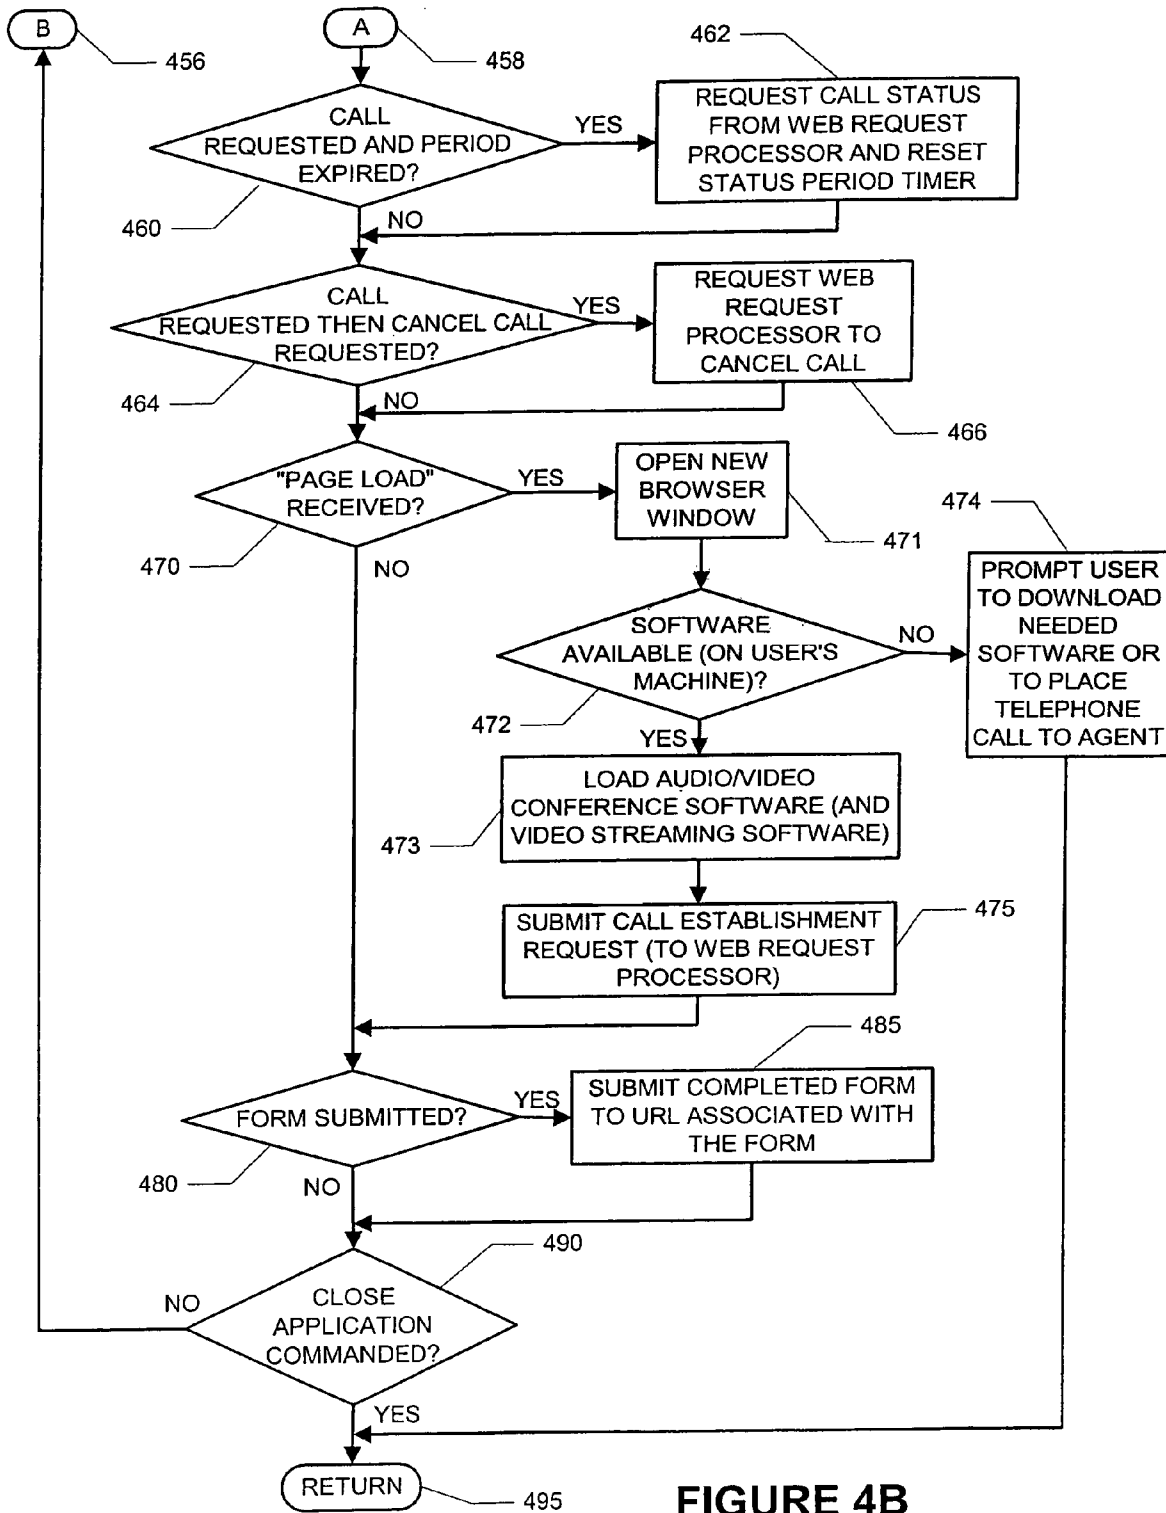 B
456
A
458
462
CALL
REQUESTED AND PERIOD
EXPIRED?
460
YES
REQUEST CALL STATUS
FROM WEB REQUEST
PROCESSOR AND RESET
STATUS PERIOD TIMER
NO
CALL
REQUESTED THEN CANCEL CALL
REQUESTED?
464
YES
REQUEST WEB
REQUEST
PROCESSOR TO
CANCEL CALL
466
NO
"PAGE LOAD"
RECEIVED?
470
YES
OPEN NEW
BROWSER
WINDOW
471
NO
474
SOFTWARE
AVAILABLE (ON USER'S
MACHINE)?
472
NO
PROMPT USER
TO DOWNLOAD
NEEDED
SOFTWARE OR
TO PLACE
TELEPHONE
CALL TO AGENT
YES
LOAD AUDIO/VIDEO
CONFERENCE SOFTWARE (AND
VIDEO STREAMING SOFTWARE)
473
SUBMIT CALL ESTABLISHMENT
REQUEST (TO WEB REQUEST
PROCESSOR)
475
485
FORM SUBMITTED?
480
YES
SUBMIT COMPLETED FORM
TO URL ASSOCIATED WITH
THE FORM
NO
490
CLOSE
APPLICATION
COMMANDED?
NO
YES
RETURN
495
FIGURE 4B